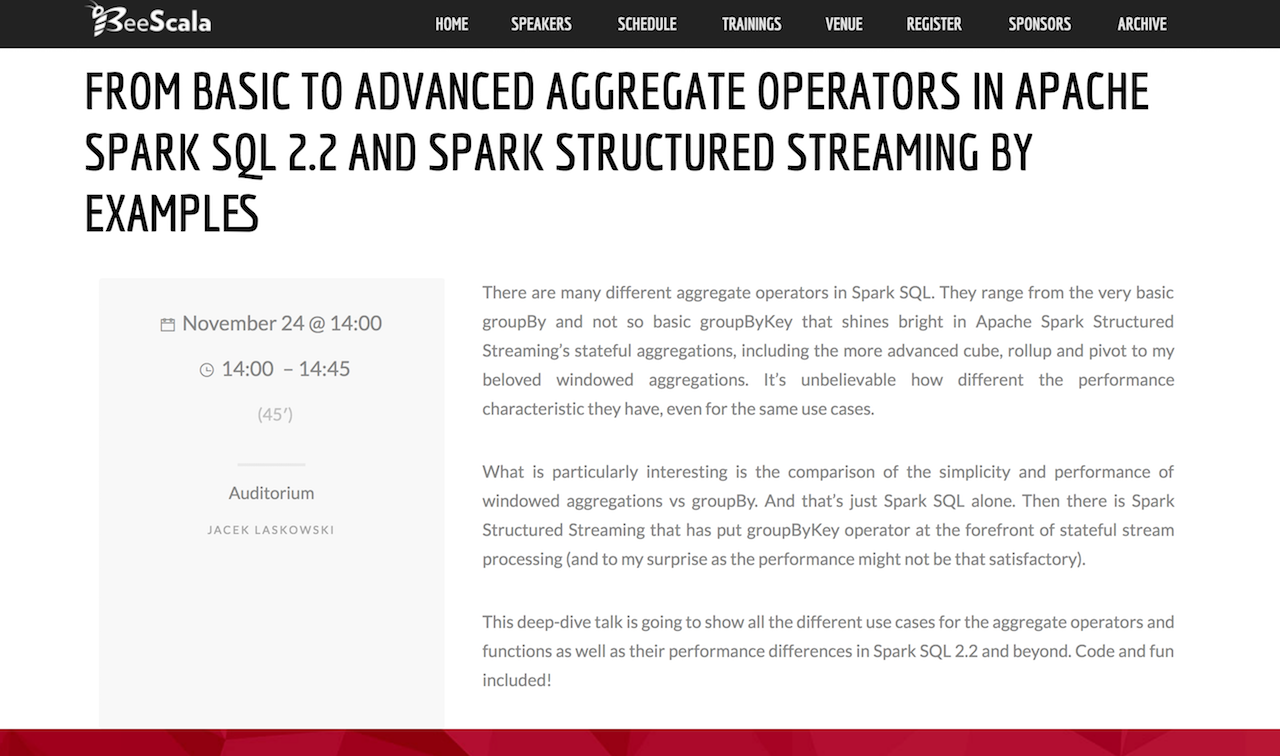 BeeScala
HOME SPEAKERS SCHEDULE TRAININGS VENUE REGISTER SPONSORS ARCHIVE
FROM BASIC TO ADVANCED AGGREGATE OPERATORS IN APACHE
SPARK SQL 2.2 AND SPARK STRUCTURED STREAMING BY
EXAMPLES
November 24 @ 14:00
14:00 – 14:45
(45′)
Auditorium
JACEK LASKOWSKI
There are many different aggregate operators in Spark SQL. They range from the very basic
groupBy and not so basic groupByKey that shines bright in Apache Spark Structured
Streaming’s stateful aggregations, including the more advanced cube, rollup and pivot to my
beloved windowed aggregations. It’s unbelievable how different the performance
characteristic they have, even for the same use cases.
What is particularly interesting is the comparison of the simplicity and performance of
windowed aggregations vs groupBy. And that’s just Spark SQL alone. Then there is Spark
Structured Streaming that has put groupByKey operator at the forefront of stateful stream
processing (and to my surprise as the performance might not be that satisfactory).
This deep-dive talk is going to show all the different use cases for the aggregate operators and
functions as well as their performance differences in Spark SQL 2.2 and beyond. Code and fun
included!